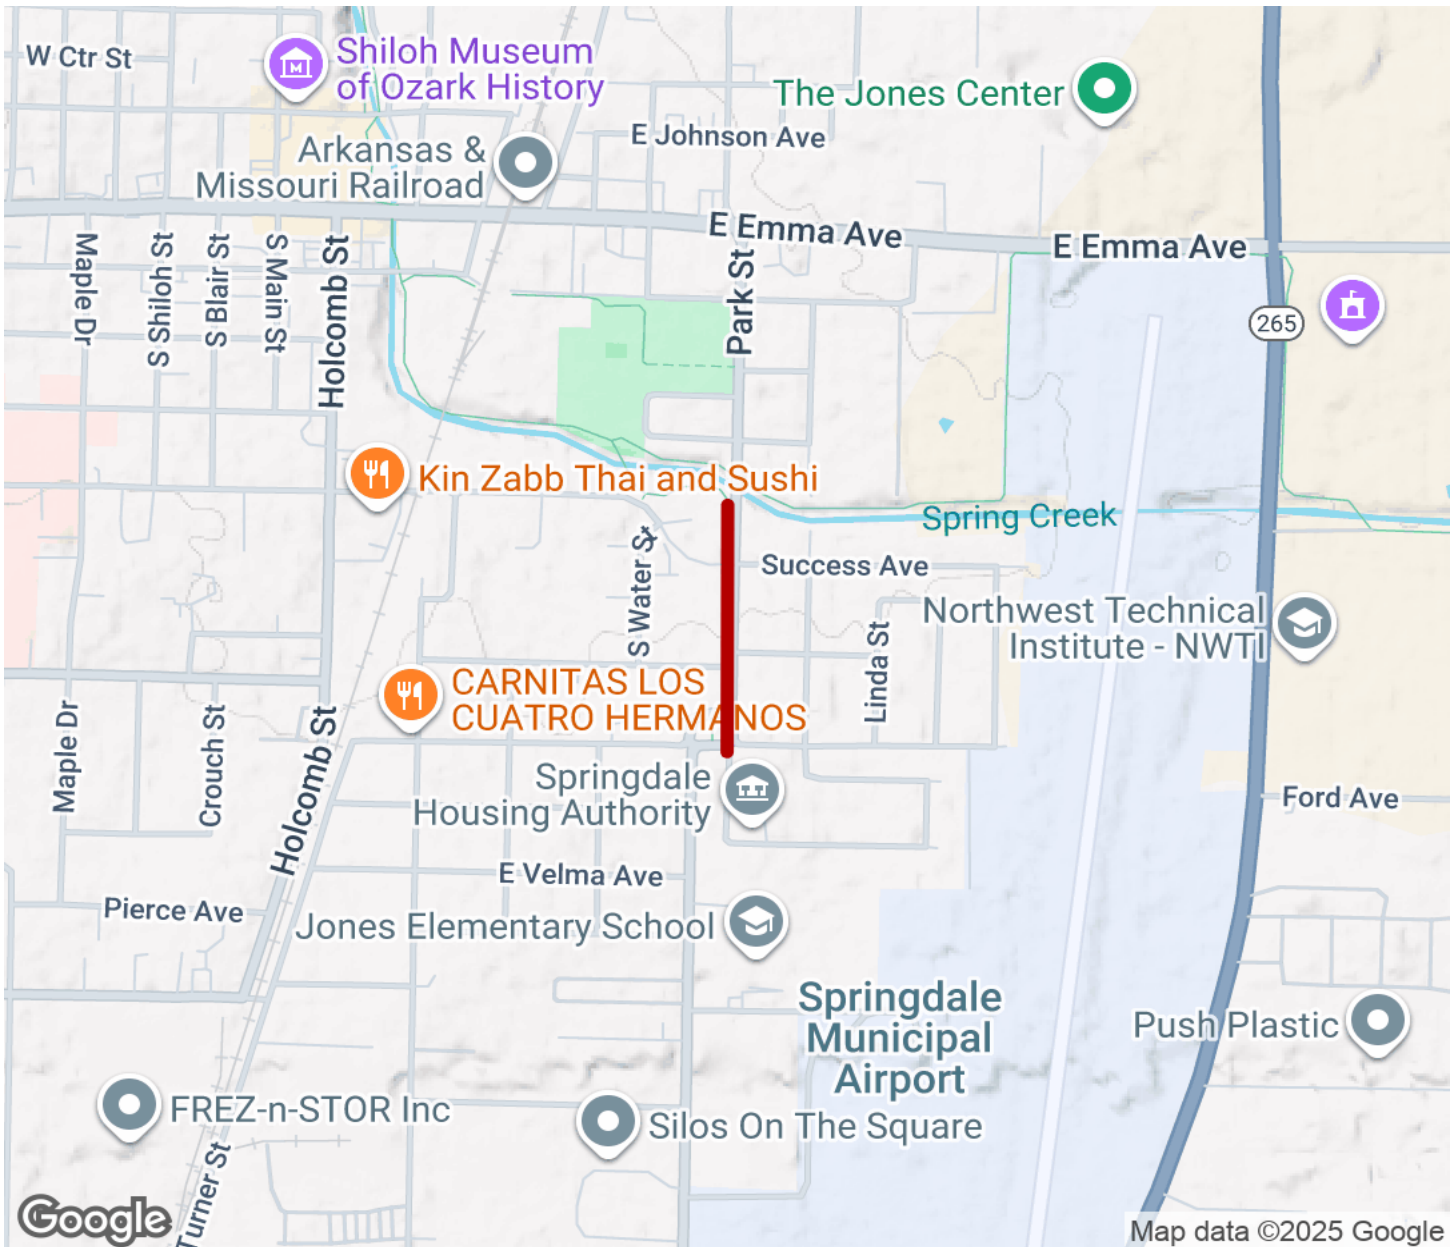 W Ctr St
Shiloh Museum
of Ozark History
The Jones Center
E Johnson Ave
Arkansas &
Missouri Railroad
E Emma Ave
E Emma Ave
Maple Dr
S Shiloh St
S Blair St
S Main St
Holcomb St
Park St
265
Kin Zabb Thai and Sushi
Spring Creek
S Water St
Success Ave
Linda St
Northwest Technical
Institute - NWTI
CARNITAS LOS
CUATRO HERMANOS
Maple Dr
Crouch St
Holcomb St
Springdale
Housing Authority
Ford Ave
E Velma Ave
Pierce Ave
Jones Elementary School
Springdale
Municipal
Airport
Push Plastic
FREZ-n-STOR Inc
Silos On The Square
Turner St
Google
Map data ©2025 Google